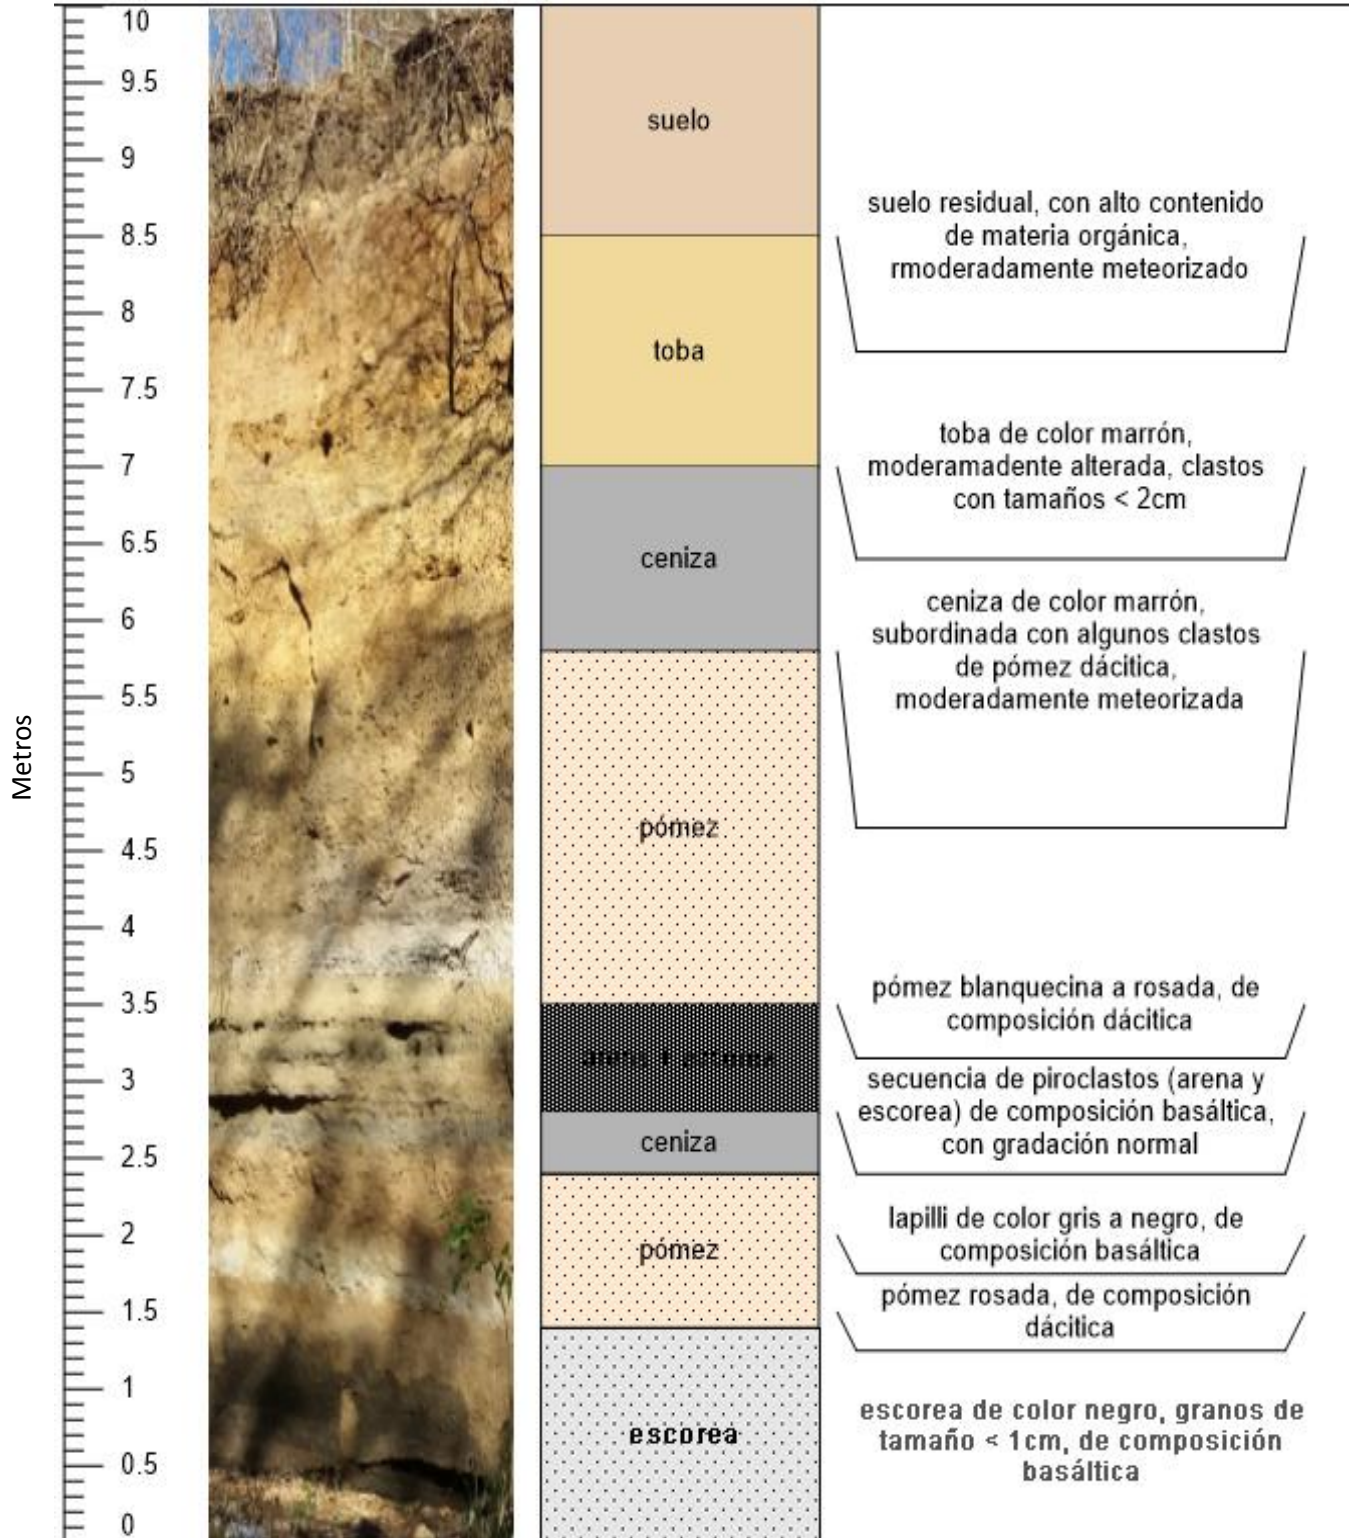 10
9.5
9
8.5
8
7.5
7
6.5
6
5.5
5
4.5
4
3.5
3
2.5
2
1.5
1
0.5
0
Metros
suelo
toba
ceniza
pómez
ceniza
pómez
escorea
suelo residual, con alto contenido
de materia orgánica,
rmoderadamente meteorizado
toba de color marrón,
moderamadente alterada, clastos
con tamaños < 2cm
ceniza de color marrón,
subordinada con algunos clastos
de pómez dácitica,
moderadamente meteorizada
pómez blanquecina a rosada, de
composición dácitica
secuencia de piroclastos (arena y
escorea) de composición basáltica,
con gradación normal
lapilli de color gris a negro, de
composición basáltica
pómez rosada, de composición
dácitica
escorea de color negro, granos de
tamaño < 1cm, de composición
basáltica